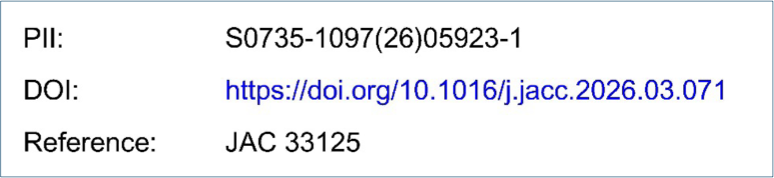 PII: S0735-1097(26)05923-1
DOI: https://doi.org/10.1016/j.jacc.2026.03.071
Reference: JAC 33125